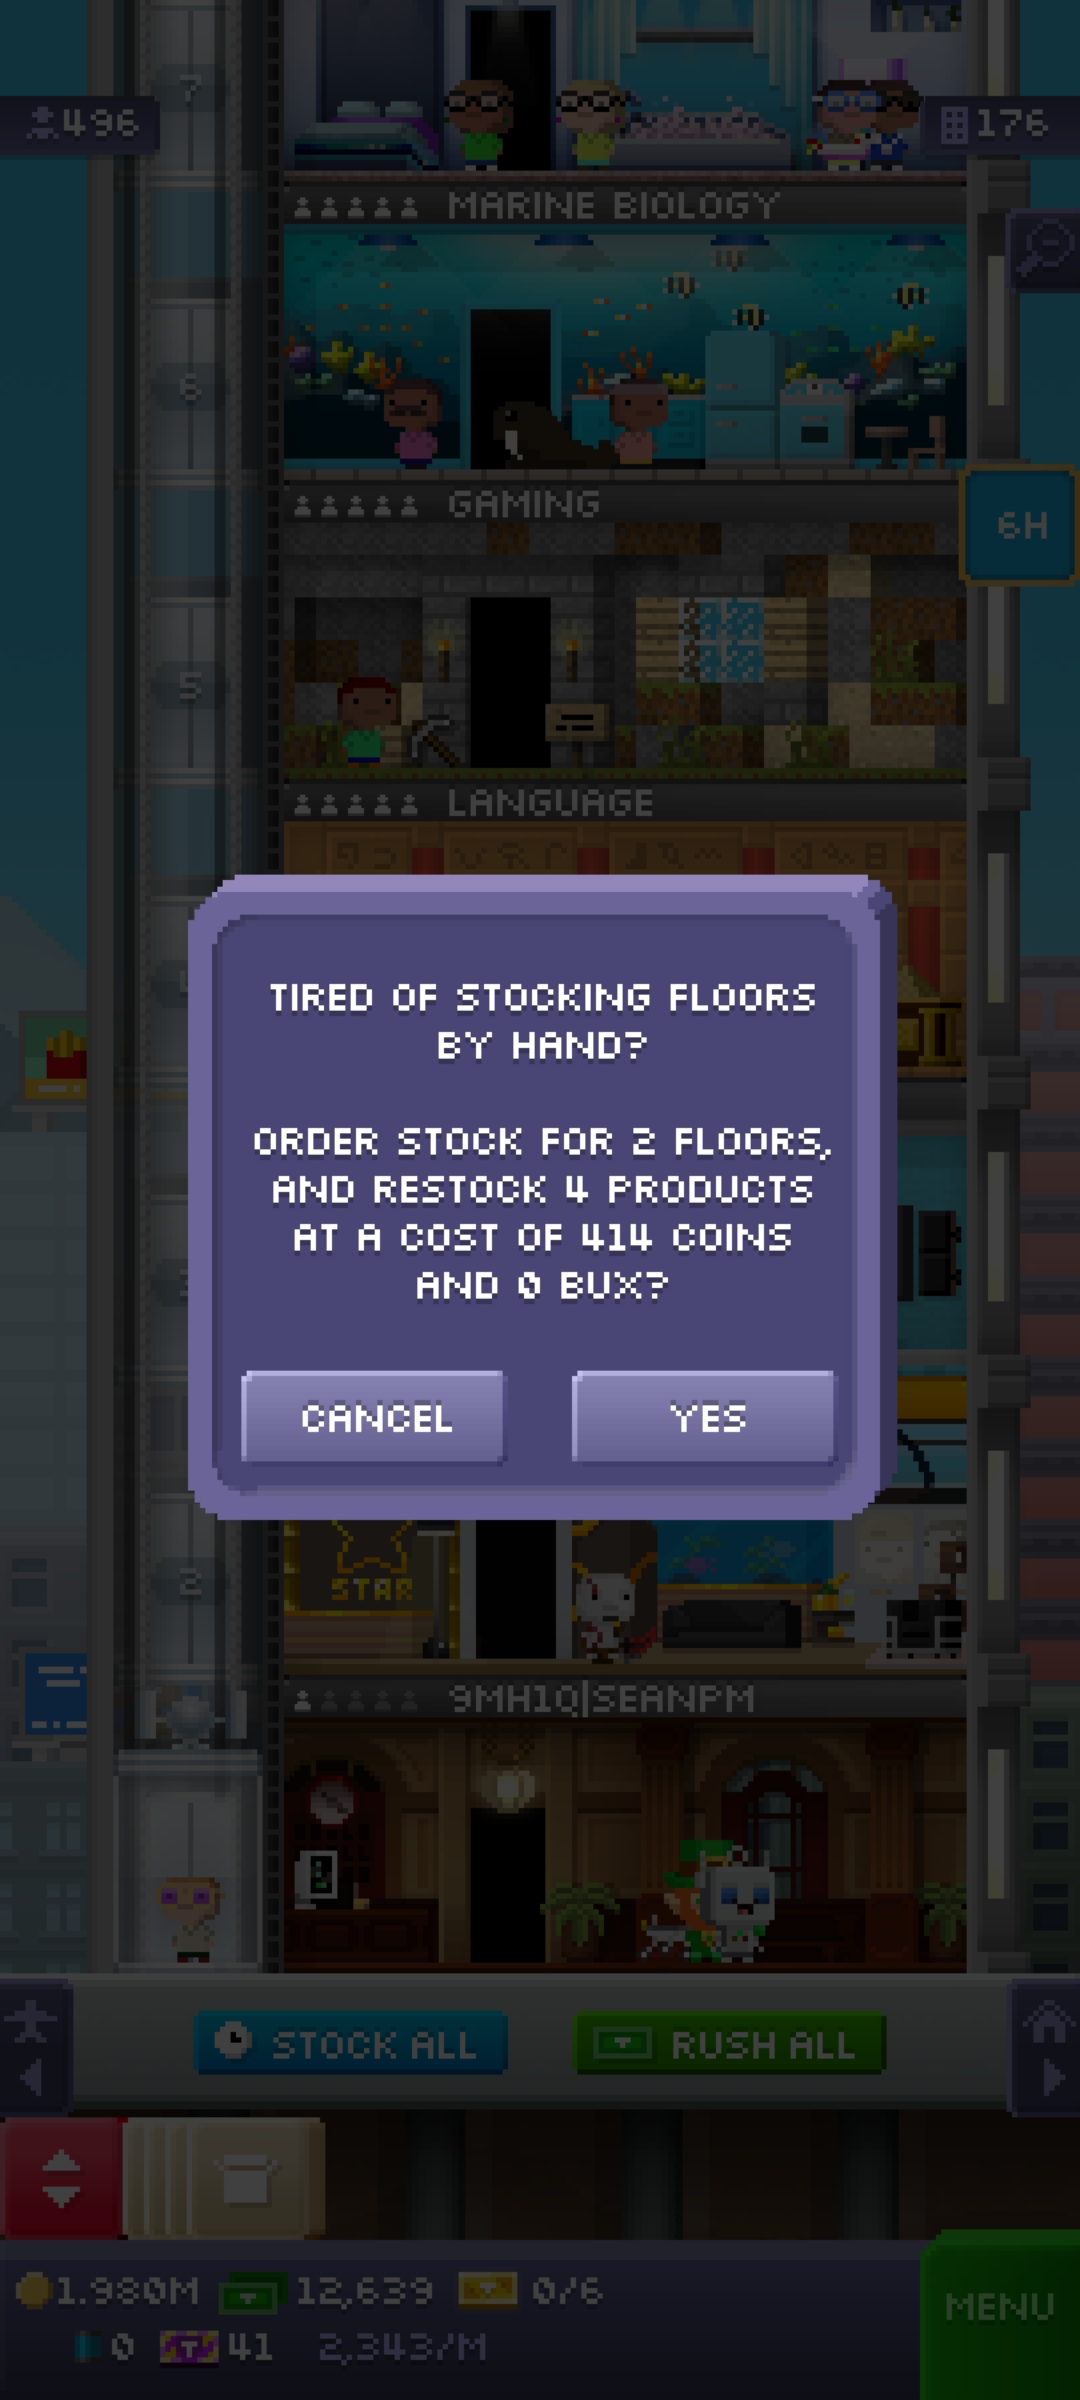 7
496
176
MARINE BIOLOGY
6
GAMING
6H
5
LANGUAGE
TIRED OF STOCKING FLOORS
BY HAND?
ORDER STOCK FOR 2 FLOORS,
AND RESTOCK 4 PRODUCTS
AT A COST OF 414 COINS
AND 0 BUX?
CANCEL
YES
2
STAR
9MH1Q|SEANPM
STOCK ALL
RUSH ALL
1.980M
12,639
0/6
MENU
0
41
2,343/M